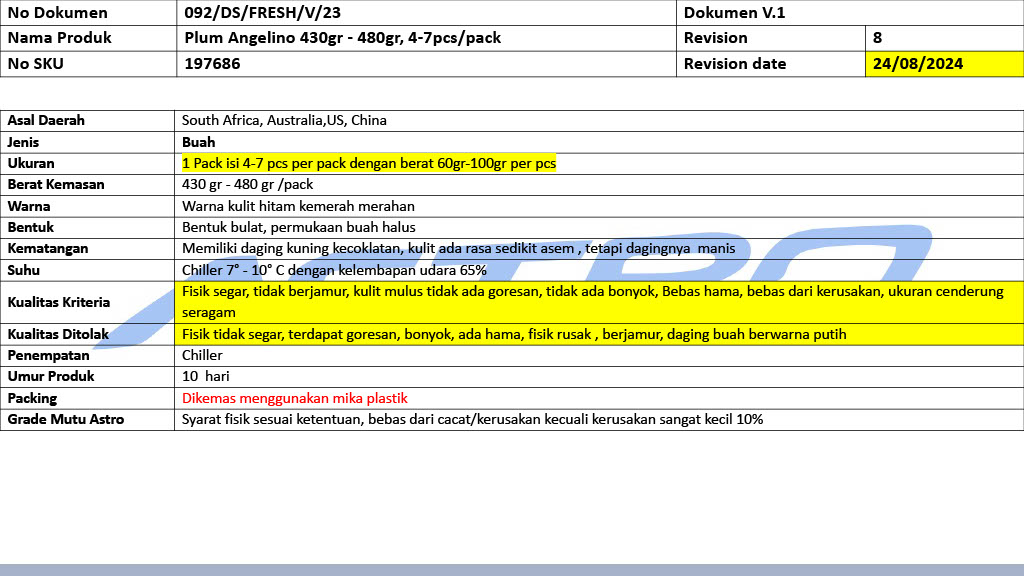 No Dokumen 092/DS/FRESH/V/23 Dokumen V.1
Nama Produk Plum Angelino 430gr - 480gr, 4-7pcs/pack Revision 8
No SKU 197686 Revision date 24/08/2024
Asal Daerah South Africa, Australia,US, China
Jenis Buah
Ukuran 1 Pack isi 4-7 pcs per pack dengan berat 60gr-100gr per pcs
Berat Kemasan 430 gr - 480 gr /pack
Warna Warna kulit hitam kemerah merahan
Bentuk Bentuk bulat, permukaan buah halus
Kematangan Memiliki daging kuning kecoklatan, kulit ada rasa sedikit asem , tetapi dagingnya  manis
Suhu Chiller 7° - 10° C dengan kelembapan udara 65%
Kualitas Kriteria Fisik segar, tidak berjamur, kulit mulus tidak ada goresan, tidak ada bonyok, Bebas hama, bebas dari kerusakan, ukuran cenderung
seragam
Kualitas Ditolak Fisik tidak segar, terdapat goresan, bonyok, ada hama, fisik rusak , berjamur, daging buah berwarna putih
Penempatan Chiller
Umur Produk 10  hari
Packing Dikemas menggunakan mika plastik
Grade Mutu Astro Syarat fisik sesuai ketentuan, bebas dari cacat/kerusakan kecuali kerusakan sangat kecil 10%
ASTRO